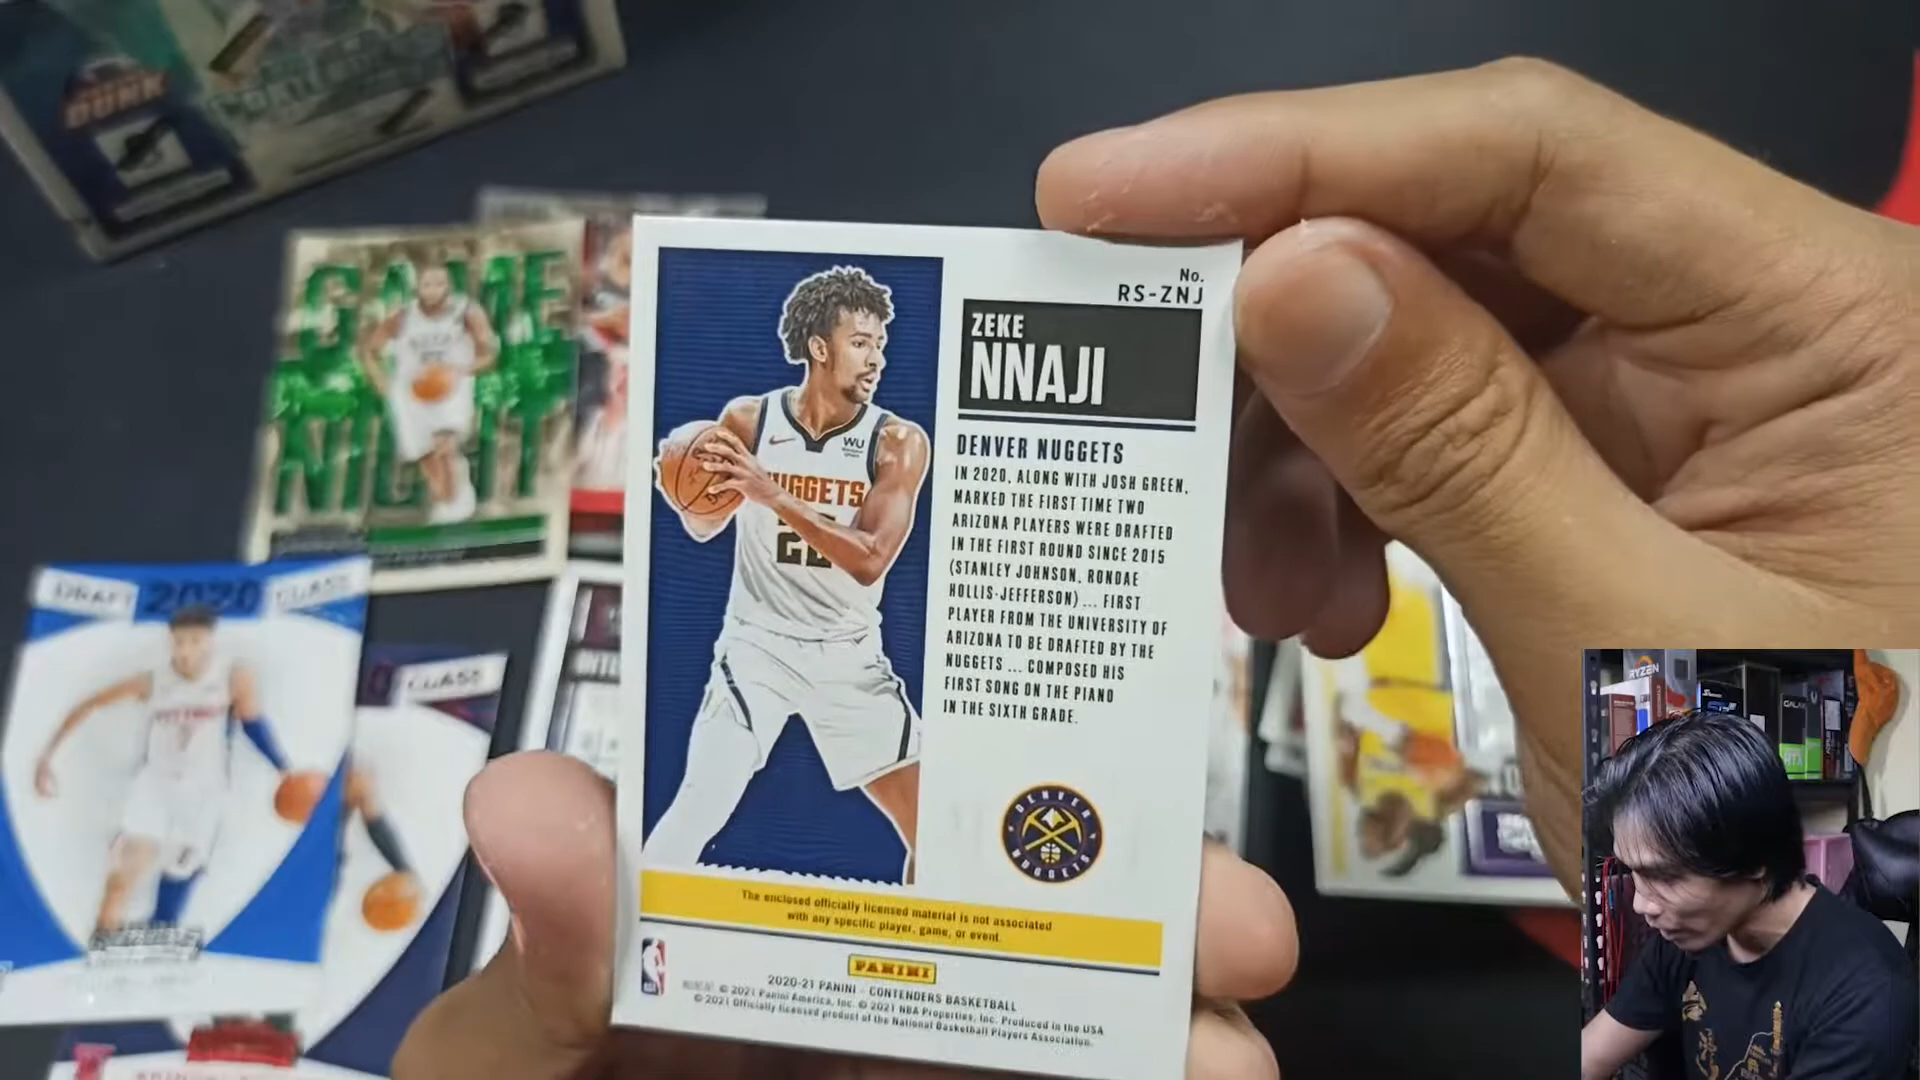 DUNK
CONTENDERS
GAME
NIGHT
DRAFT 2020 CLASS
CLASS
No.
RS-ZNJ
ZEKE
NNAJI
DENVER NUGGETS
IN 2020, ALONG WITH JOSH GREEN,
MARKED THE FIRST TIME TWO
ARIZONA PLAYERS WERE DRAFTED
IN THE FIRST ROUND SINCE 2015
(STANLEY JOHNSON, RONDAE
HOLLIS-JEFFERSON) ... FIRST
PLAYER FROM THE UNIVERSITY OF
ARIZONA TO BE DRAFTED BY THE
NUGGETS ... COMPOSED HIS
FIRST SONG ON THE PIANO
IN THE SIXTH GRADE.
WU
NUGGETS
22
DENVER
NUGGETS
The enclosed officially licensed material is not associated
with any specific player, game, or event.
PANINI
2020-21 PANINI - CONTENDERS BASKETBALL
© 2021 Panini America, Inc. © 2021 NBA Properties, Inc. Produced in the USA
© 2021 Officially licensed product of the National Basketball Players Association.
RYZEN
RTX